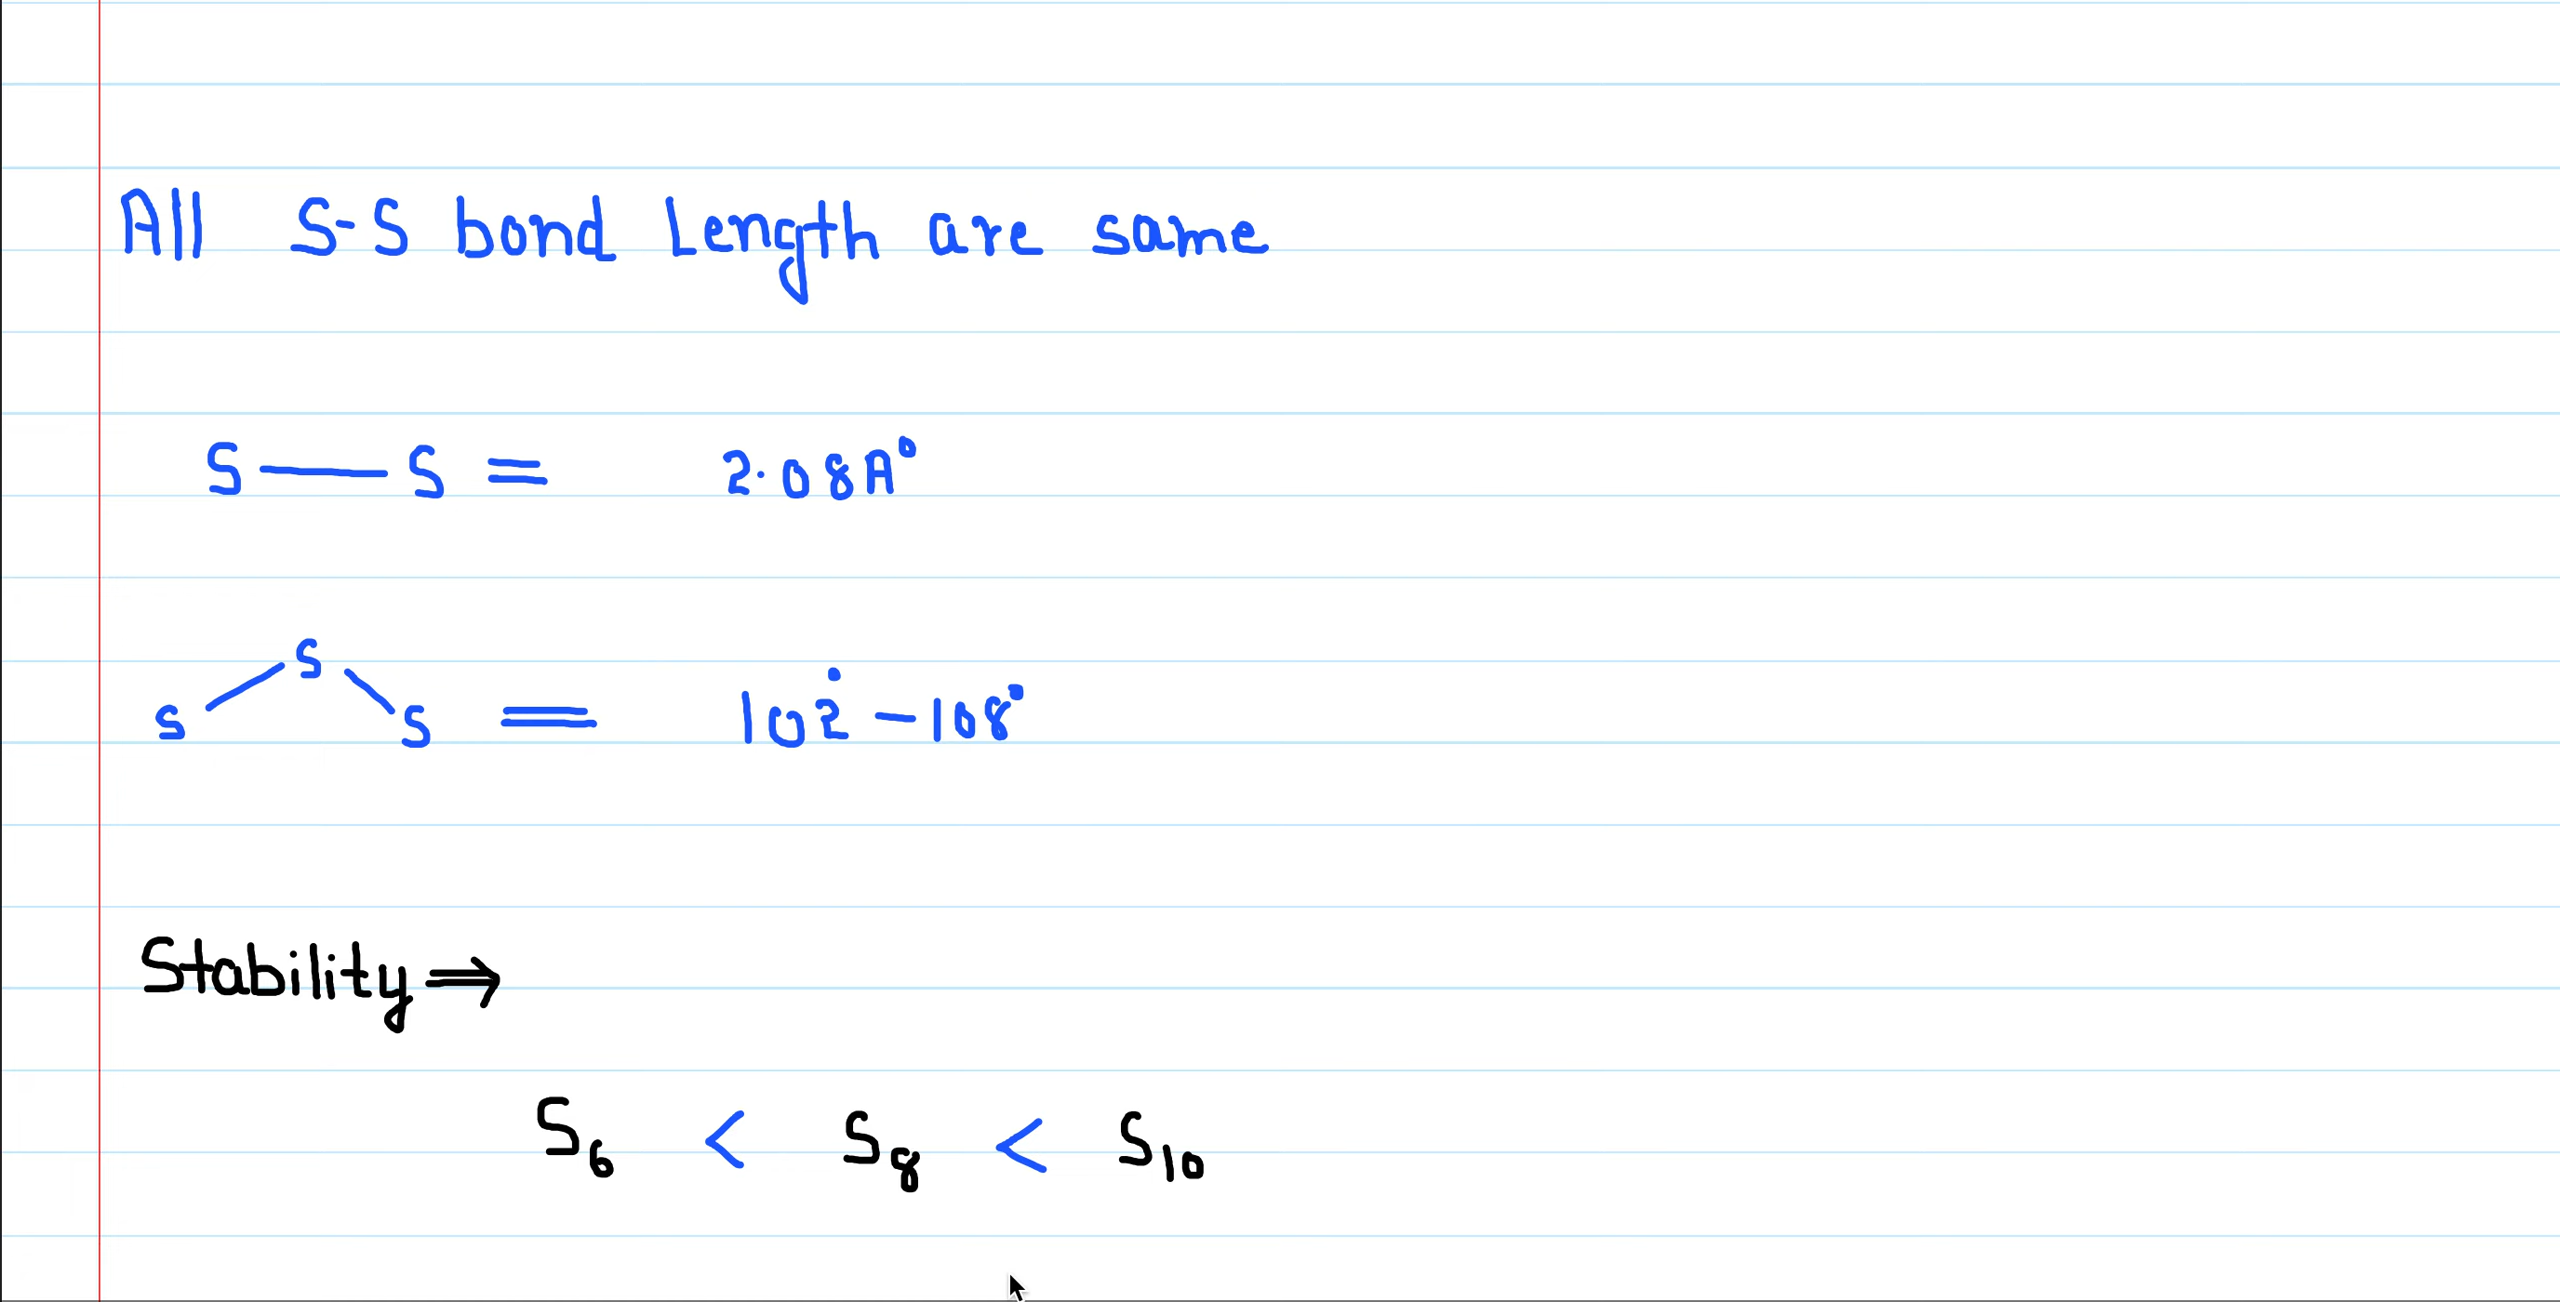 All S-S bond Length are same
S — S = 2.08A°
S
S S = 102° - 108°
Stability ⇒
S₆ < S₈ < S₁₀